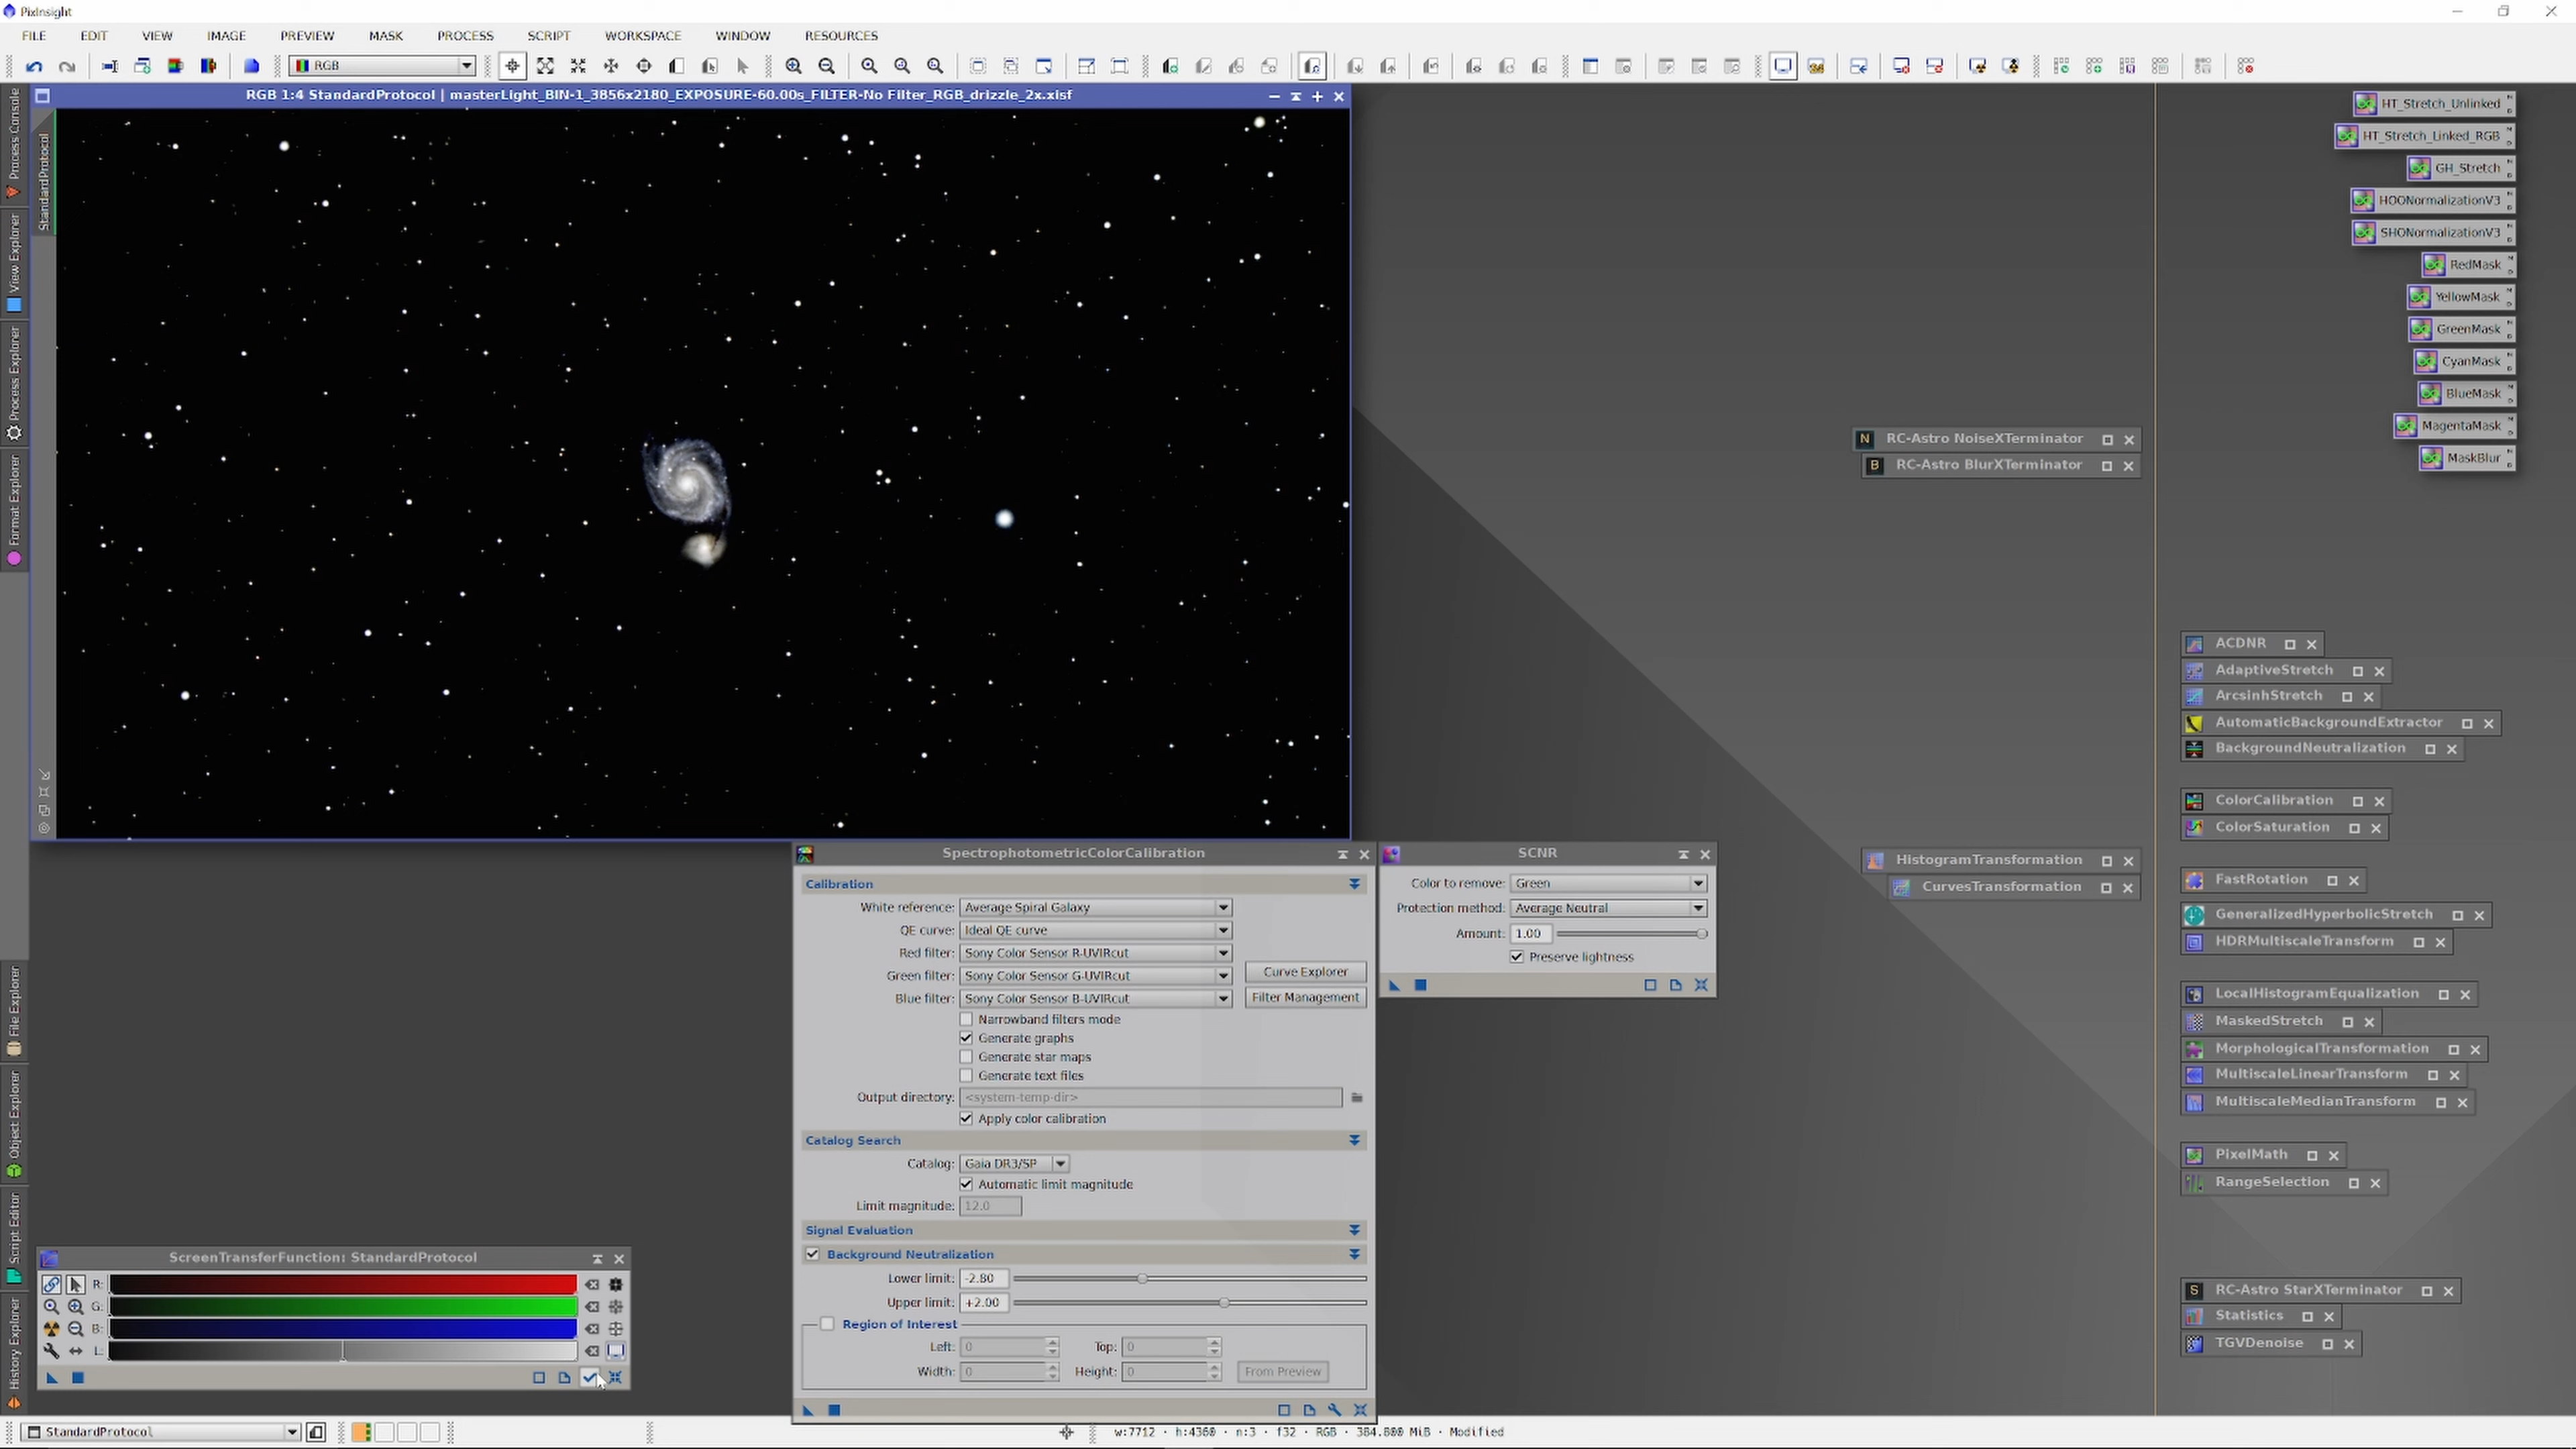 PixInsight
FILE EDIT VIEW IMAGE PREVIEW MASK PROCESS SCRIPT WORKSPACE WINDOW RESOURCES
RGB
RGB 1:4 StandardProtocol | masterLight_BIN-1_3856x2180_EXPOSURE-60.00s_FILTER-No Filter_RGB_drizzle_2x.xisf
Process Console
View Explorer
Process Explorer
Format Explorer
File Explorer
Object Explorer
Script Editor
History Explorer
StandardProtocol
HT_Stretch_Unlinked
HT_Stretch_Linked_RGB
GH_Stretch
HOONormalizationV3
SHONormalizationV3
RedMask
YellowMask
GreenMask
CyanMask
BlueMask
MagentaMask
MaskBlur
N RC-Astro NoiseXTerminator
B RC-Astro BlurXTerminator
HistogramTransformation
CurvesTransformation
ACDNR
AdaptiveStretch
ArcsinhStretch
AutomaticBackgroundExtractor
BackgroundNeutralization
ColorCalibration
ColorSaturation
FastRotation
GeneralizedHyperbolicStretch
HDRMultiscaleTransform
LocalHistogramEqualization
MaskedStretch
MorphologicalTransformation
MultiscaleLinearTransform
MultiscaleMedianTransform
PixelMath
RangeSelection
S RC-Astro StarXTerminator
Statistics
TGVDenoise
SpectrophotometricColorCalibration
Calibration
White reference: Average Spiral Galaxy
QE curve: Ideal QE curve
Red filter: Sony Color Sensor R-UVIRcut
Green filter: Sony Color Sensor G-UVIRcut
Blue filter: Sony Color Sensor B-UVIRcut
Curve Explorer
Filter Management
Narrowband filters mode
Generate graphs
Generate star maps
Generate text files
Output directory: <system-temp-dir>
Apply color calibration
Catalog Search
Catalog: Gaia DR3/SP
Automatic limit magnitude
Limit magnitude: 12.0
Signal Evaluation
Background Neutralization
Lower limit: -2.80
Upper limit: +2.00
Region of Interest
Left: 0 Top: 0
Width: 0 Height: 0 From Preview
SCNR
Color to remove: Green
Protection method: Average Neutral
Amount: 1.00
Preserve lightness
ScreenTransferFunction: StandardProtocol
R:
G:
B:
L:
StandardProtocol
w:7712 · h:4360 · n:3 · f32 · RGB · 384.800 MiB · Modified